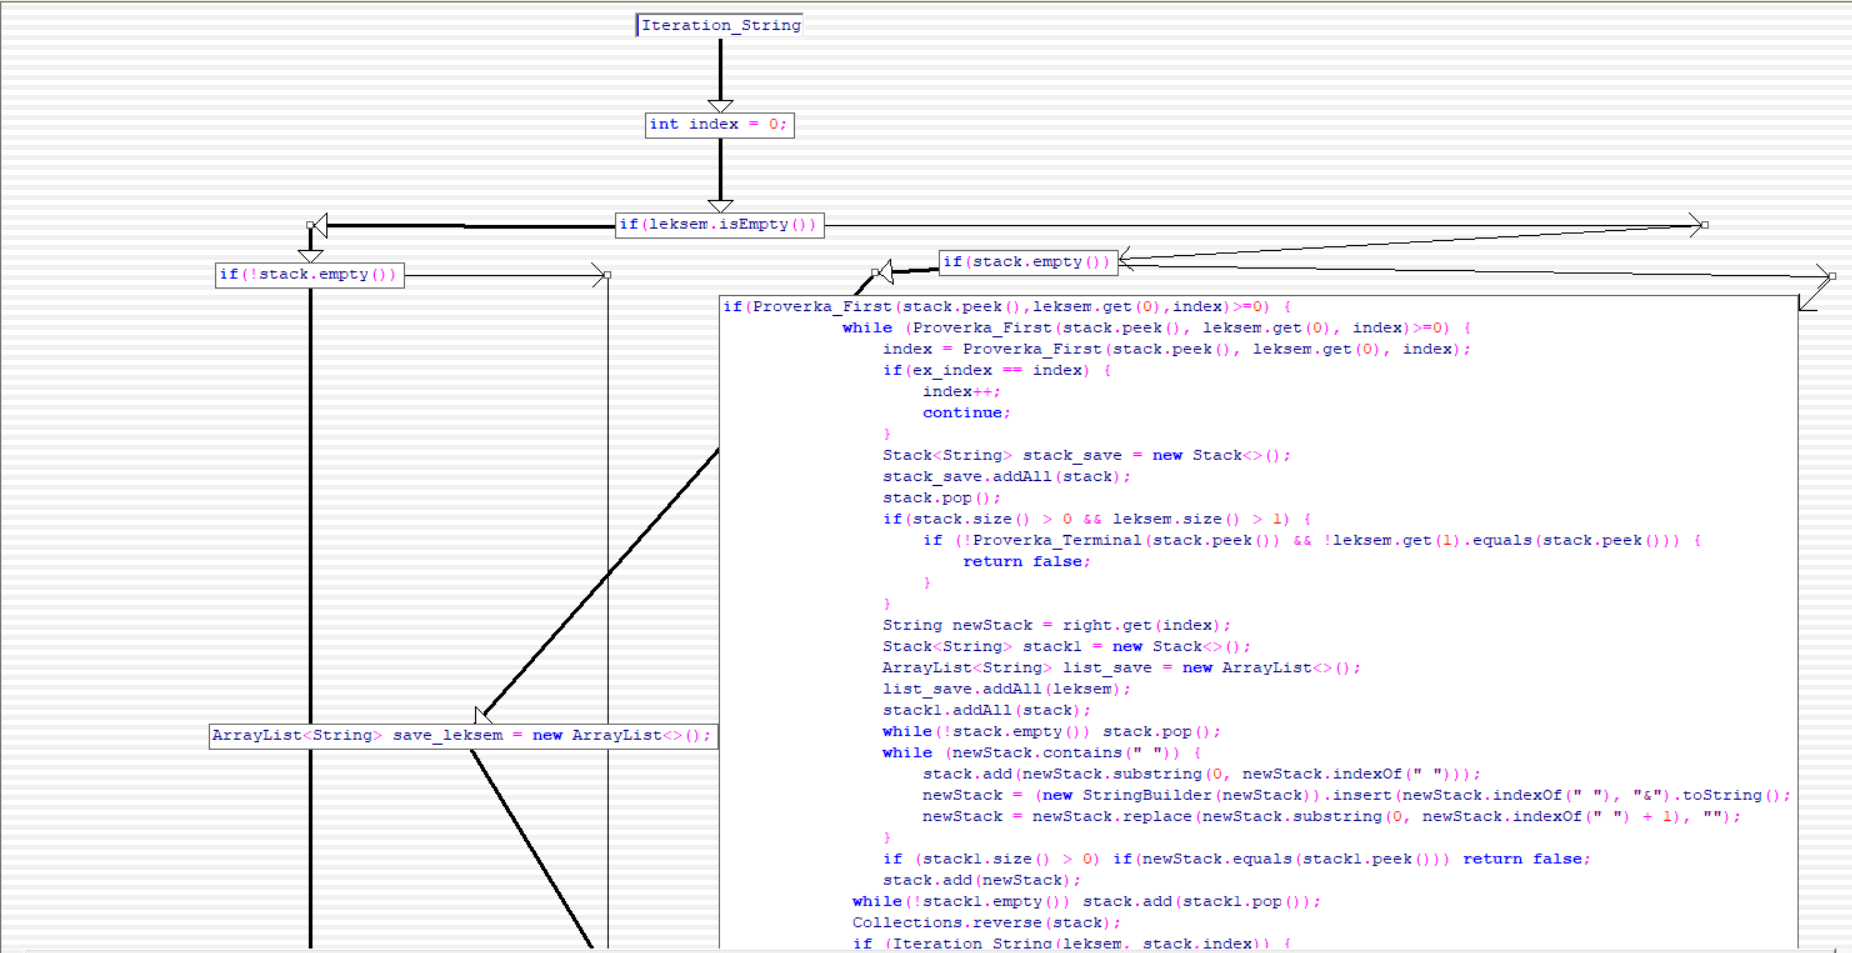 Iteration_String
int index = 0;
if(leksem.isEmpty())
if(!stack.empty())
if(stack.empty())
if(Proverka_First(stack.peek(),leksem.get(0),index)>=0) {
while (Proverka_First(stack.peek(), leksem.get(0), index)>=0) {
index = Proverka_First(stack.peek(), leksem.get(0), index);
if(ex_index == index) {
index++;
continue;
}
Stack<String> stack_save = new Stack<>();
stack_save.addAll(stack);
stack.pop();
if(stack.size() > 0 && leksem.size() > 1) {
if (!Proverka_Terminal(stack.peek()) && !leksem.get(1).equals(stack.peek())) {
return false;
}
}
String newStack = right.get(index);
Stack<String> stack1 = new Stack<>();
ArrayList<String> list_save = new ArrayList<>();
list_save.addAll(leksem);
stack1.addAll(stack);
while(!stack.empty()) stack.pop();
while (newStack.contains(" ")) {
stack.add(newStack.substring(0, newStack.indexOf(" ")));
newStack = (new StringBuilder(newStack)).insert(newStack.indexOf(" "), "&").toString();
newStack = newStack.replace(newStack.substring(0, newStack.indexOf(" ") + 1), "");
}
if (stack1.size() > 0) if(newStack.equals(stack1.peek())) return false;
stack.add(newStack);
while(!stack1.empty()) stack.add(stack1.pop());
Collections.reverse(stack);
if (Iteration_String(leksem, stack,index)) {
ArrayList<String> save_leksem = new ArrayList<>();